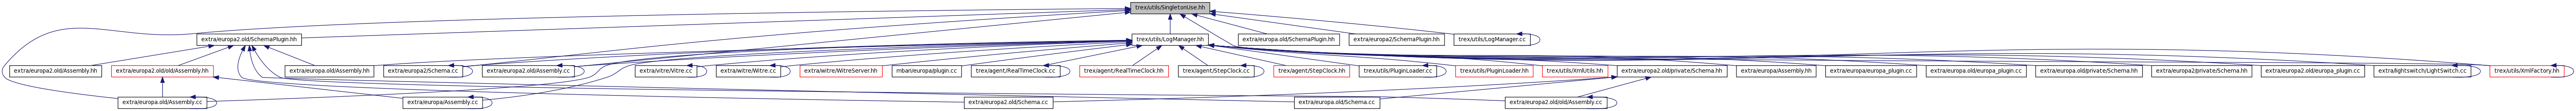 trex/utils/SingletonUse.hh
extra/europa2.old/SchemaPlugin.hh
trex/utils/LogManager.hh
extra/europa.old/SchemaPlugin.hh
extra/europa2/SchemaPlugin.hh
trex/utils/LogManager.cc
extra/europa2.old/Assembly.hh
extra/europa2.old/old/Assembly.hh
extra/europa.old/Assembly.hh
extra/europa2/Schema.cc
extra/europa2.old/Assembly.cc
extra/vitre/Vitre.cc
extra/witre/Witre.cc
extra/witre/WitreServer.hh
mbari/europa/plugin.cc
trex/agent/RealTimeClock.cc
trex/agent/RealTimeClock.hh
trex/agent/StepClock.cc
trex/agent/StepClock.hh
trex/utils/PluginLoader.cc
trex/utils/PluginLoader.hh
trex/utils/XmlUtils.hh
extra/europa2.old/private/Schema.hh
extra/europa/Assembly.hh
extra/europa/europa_plugin.cc
extra/europa.old/europa_plugin.cc
extra/europa.old/private/Schema.hh
extra/europa2/private/Schema.hh
extra/europa2.old/europa_plugin.cc
extra/lightswitch/LightSwitch.cc
trex/utils/XmlFactory.hh
extra/europa.old/Assembly.cc
extra/europa/Assembly.cc
extra/europa2.old/Schema.cc
extra/europa.old/Schema.cc
extra/europa2.old/old/Assembly.cc